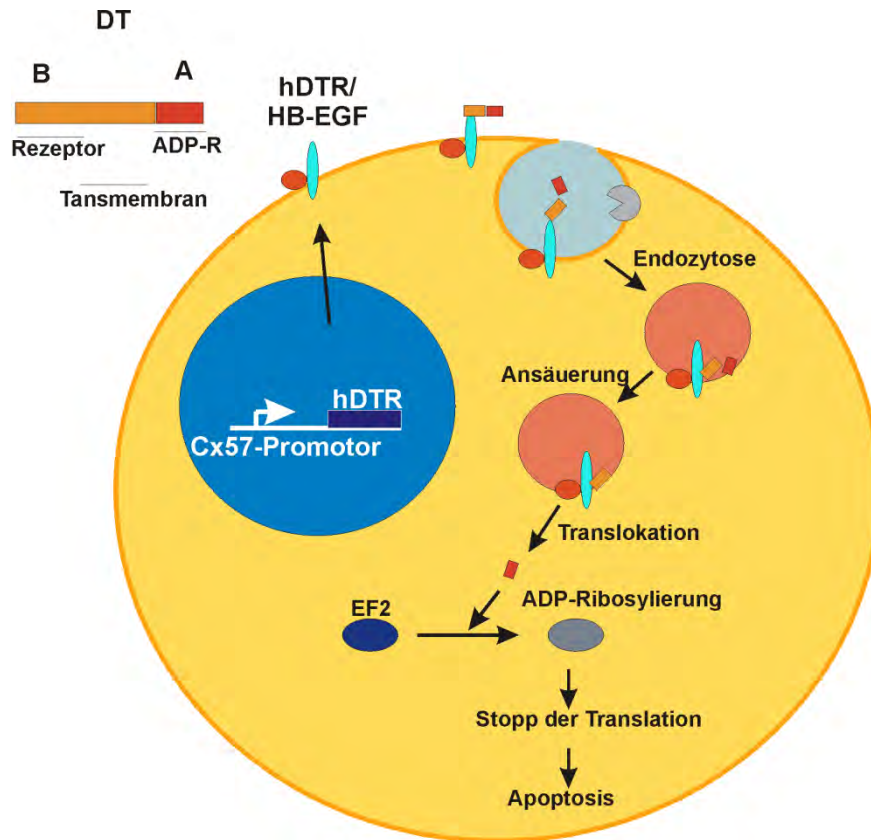 DT
B A
Rezeptor
ADP-R
Tansmembran
hDTR/
HB-EGF
Endozytose
Ansäuerung
hDTR
Cx57-Promotor
Translokation
ADP-Ribosylierung
EF2
Stopp der Translation
Apoptosis